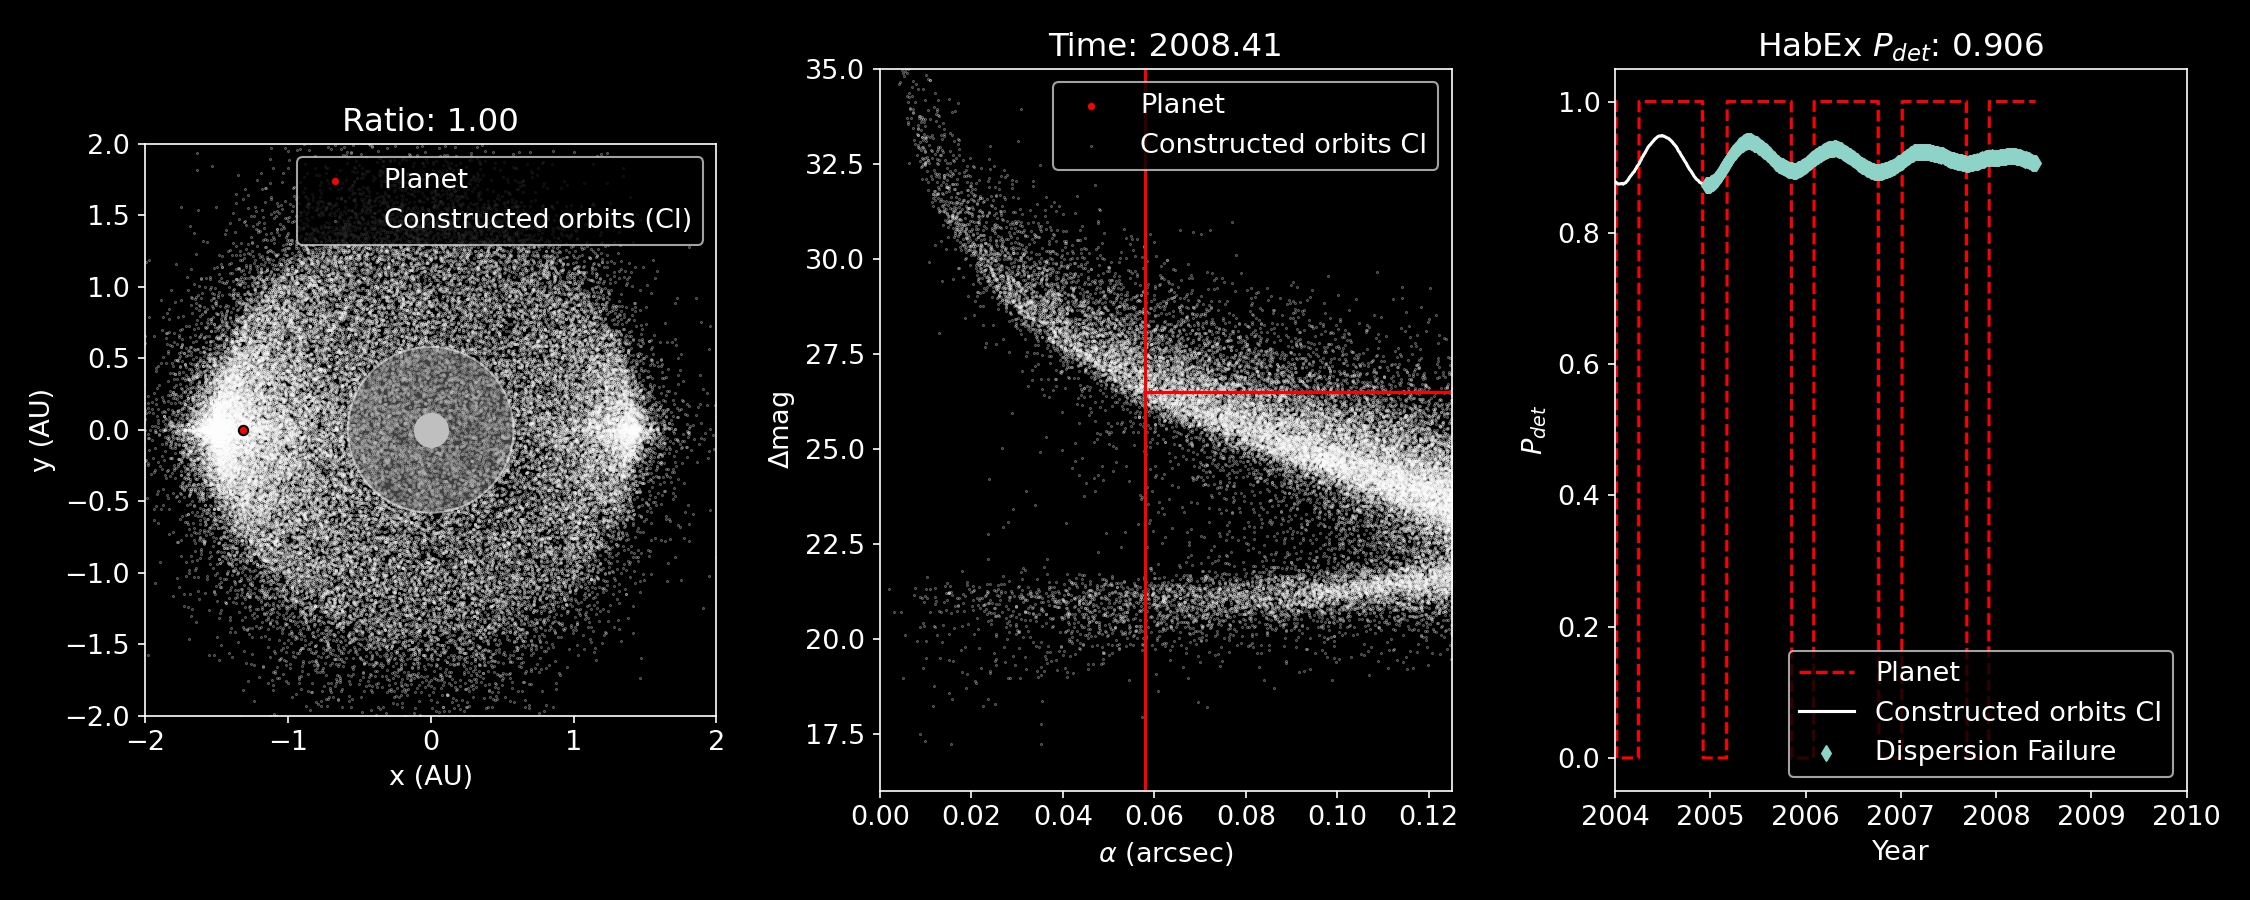 Ratio: 1.00
Planet
Constructed orbits (CI)
2.0
1.5
1.0
0.5
0.0
−0.5
−1.0
−1.5
−2.0
−2
−1
0
1
2
x (AU)
y (AU)
Time: 2008.41
Planet
Constructed orbits CI
35.0
32.5
30.0
27.5
25.0
22.5
20.0
17.5
0.00
0.02
0.04
0.06
0.08
0.10
0.12
α (arcsec)
Δmag
HabEx P_det: 0.906
1.0
0.8
0.6
0.4
0.2
0.0
Planet
Constructed orbits CI
Dispersion Failure
2004
2005
2006
2007
2008
2009
2010
Year
P_det